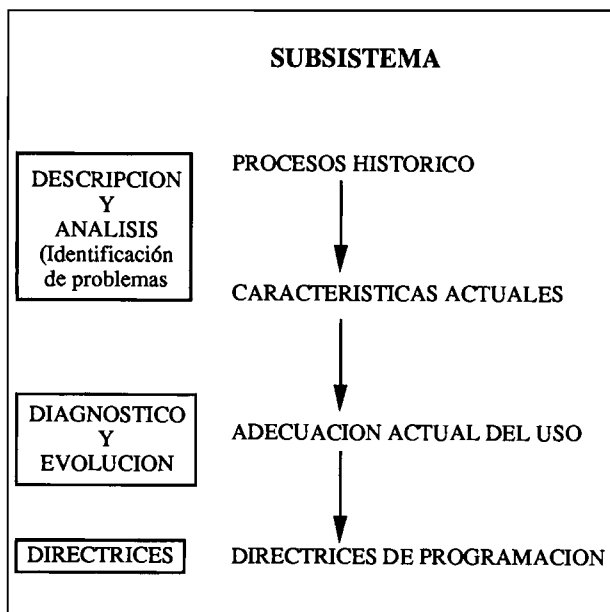 SUBSISTEMA
DESCRIPCION
Y
ANALISIS
(Identificación
de problemas
PROCESOS HISTORICO
CARACTERISTICAS ACTUALES
DIAGNOSTICO
Y
EVOLUCION
ADECUACION ACTUAL DEL USO
DIRECTRICES
DIRECTRICES DE PROGRAMACION